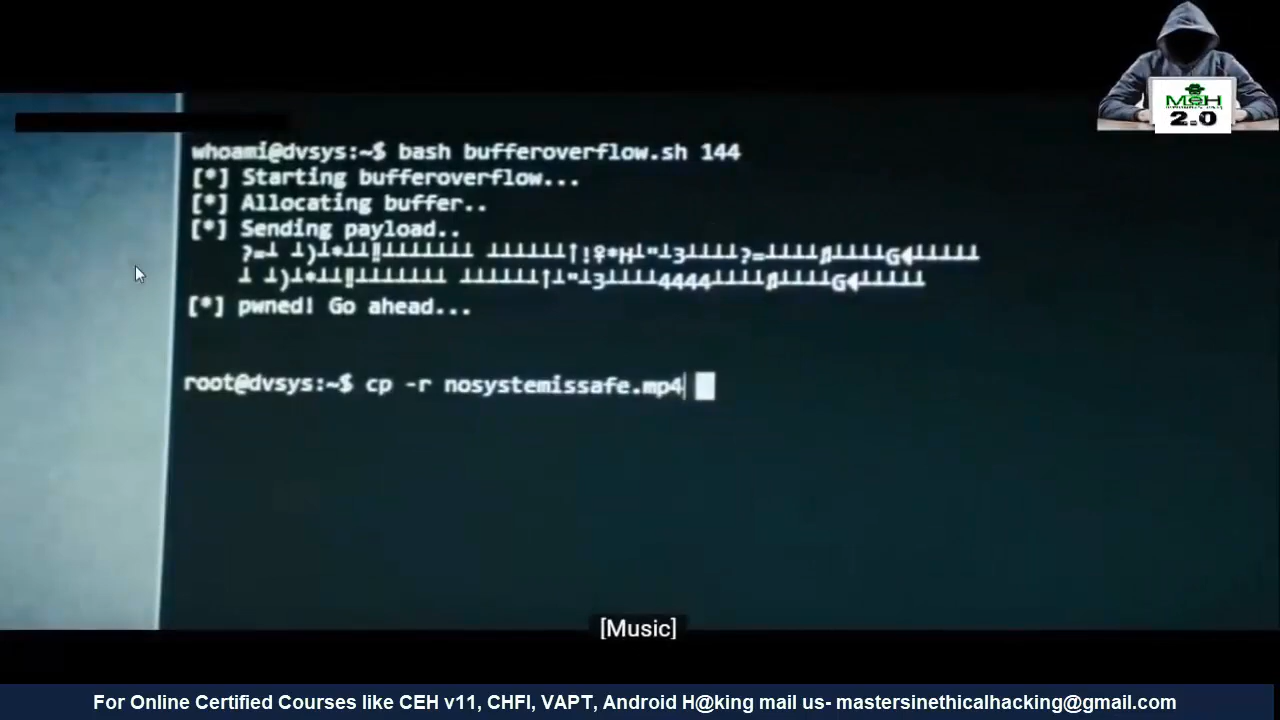 MEH
2.0
whoami@dvsys:~$ bash bufferoverflow.sh 144
[*] Starting bufferoverflow...
[*] Allocating buffer..
[*] Sending payload..
[*] pwned! Go ahead...
root@dvsys:~$ cp -r nosystemissafe.mp4
[Music]
For Online Certified Courses like CEH v11, CHFI, VAPT, Android H@king mail us- mastersinethicalhacking@gmail.com